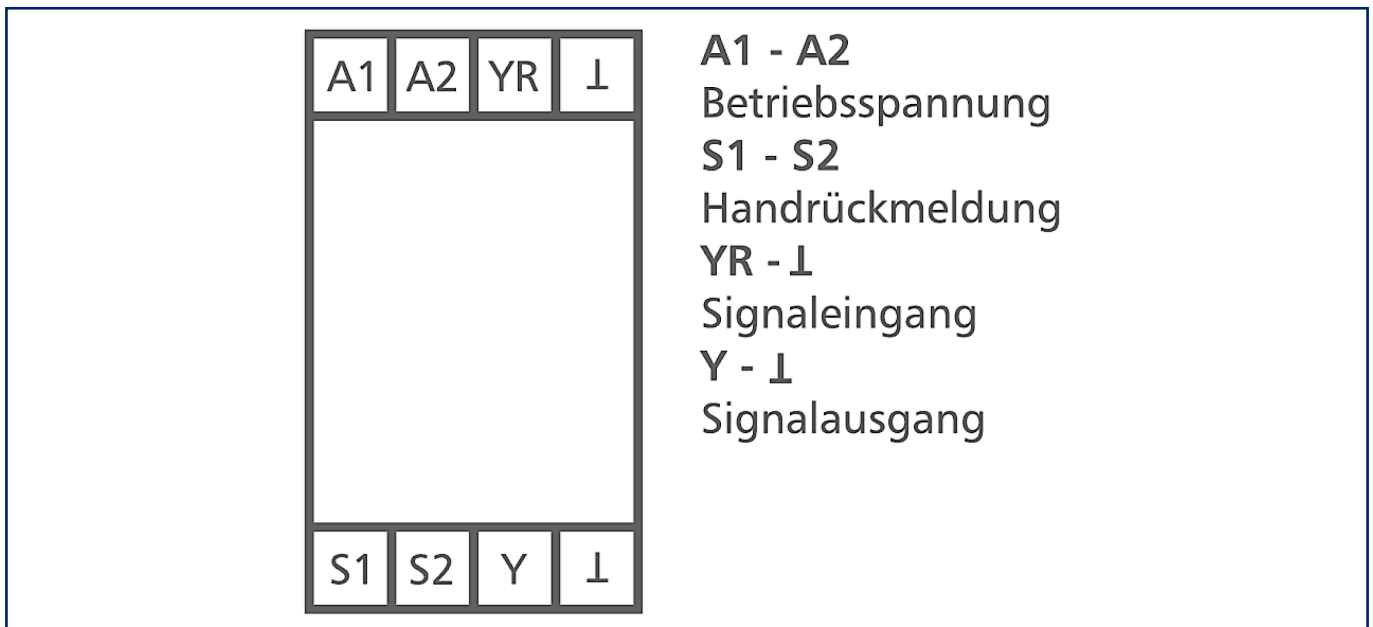 A1 A2 YR ⊥
A1 - A2
Betriebsspannung
S1 - S2
Handrückmeldung
YR - ⊥
Signaleingang
Y - ⊥
Signalausgang
S1 S2 Y ⊥